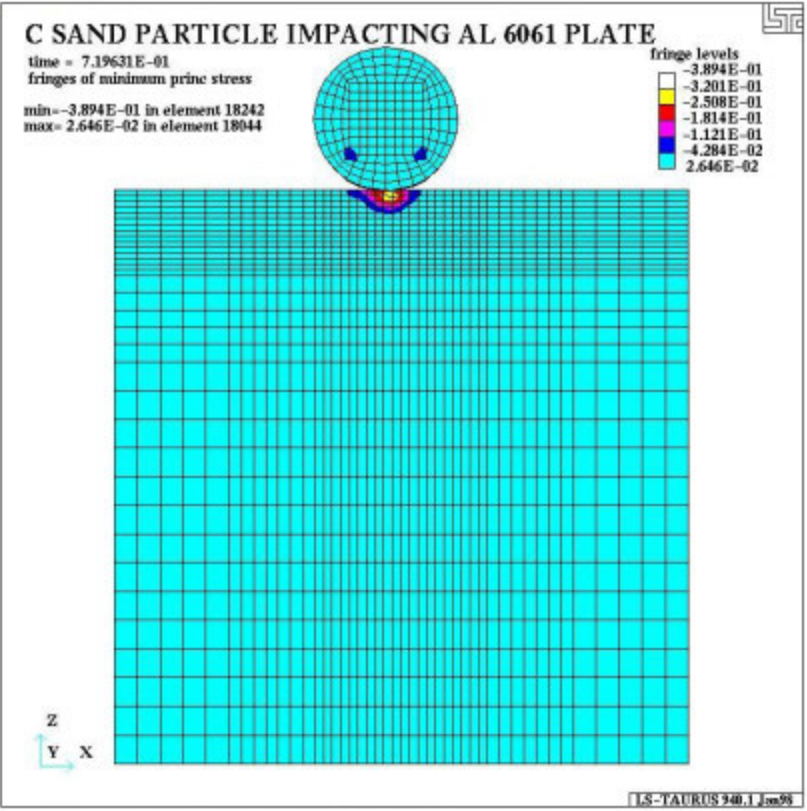 C SAND PARTICLE IMPACTING AL 6061 PLATE
time = 7.19631E-01
fringes of minimum princ stress
min=-3.894E-01 in element 18242
max= 2.646E-02 in element 18044
fringe levels
-3.894E-01
-3.201E-01
-2.508E-01
-1.814E-01
-1.121E-01
-4.284E-02
2.646E-02
Z
Y X
LS-TAURUS 940.1 Jan98